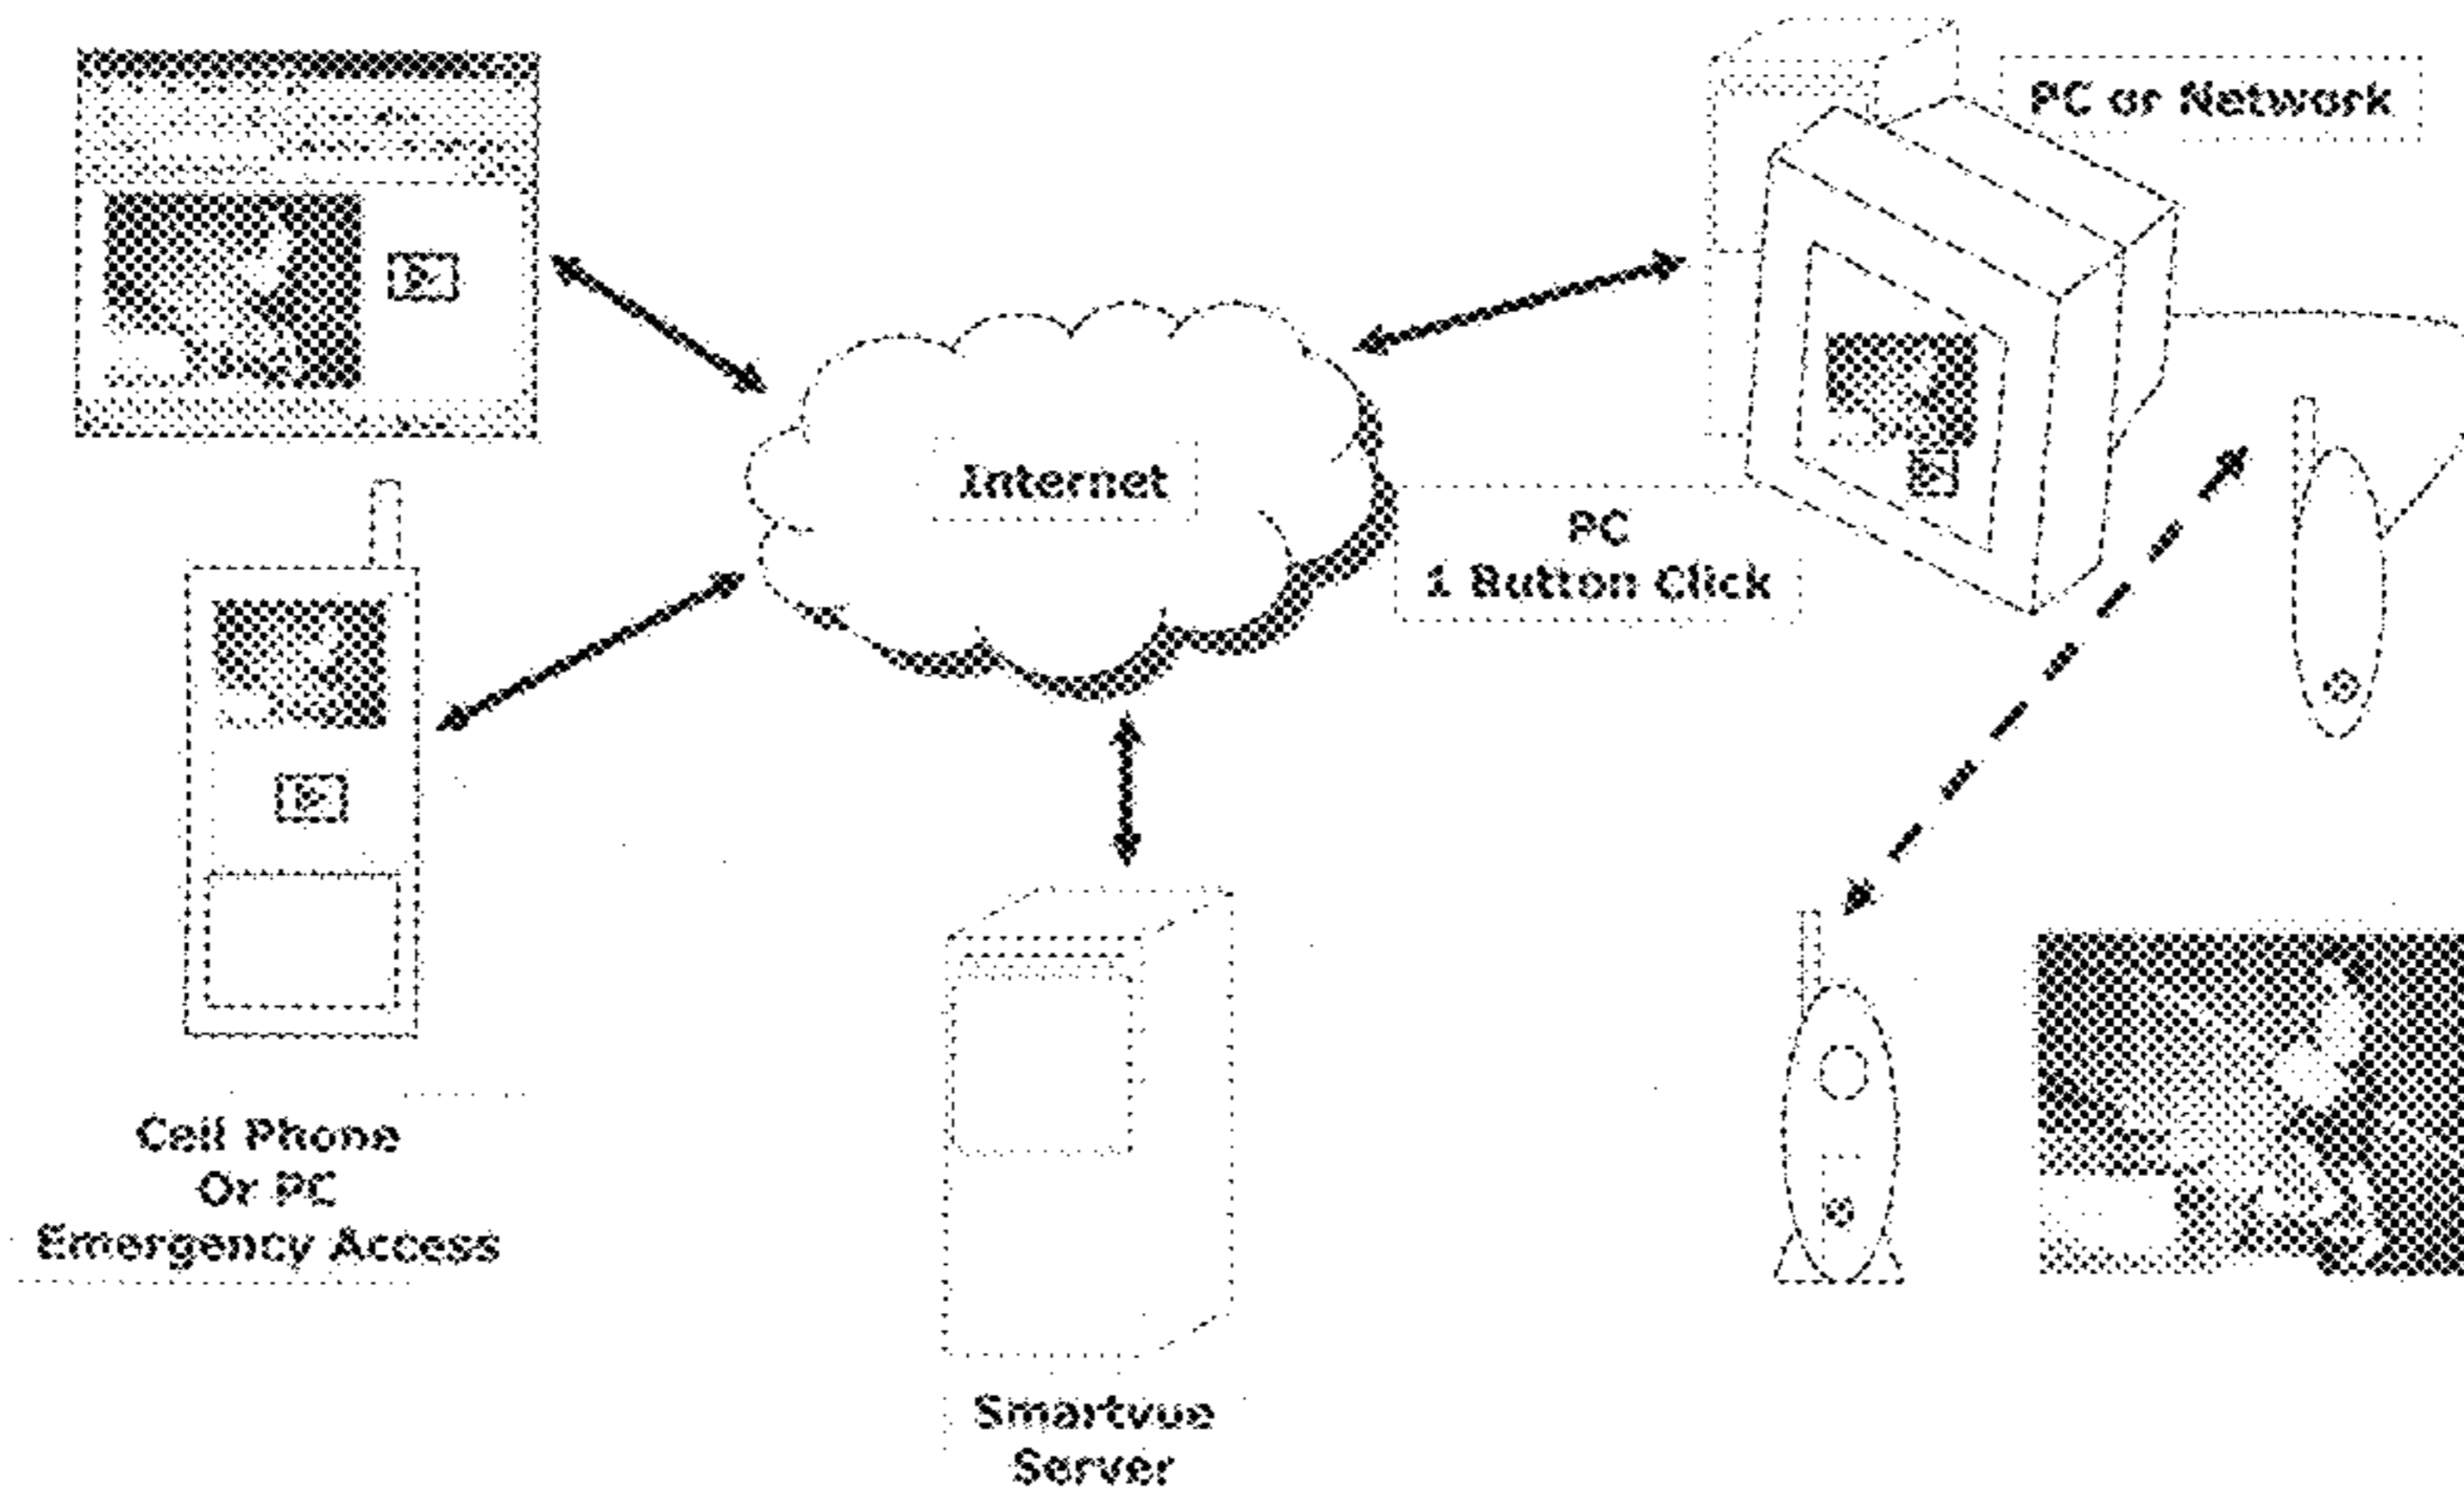 PC or Network
Internet
PC
1 Button Click
Cell Phone
Or PC
Emergency Access
Smartvue
Server